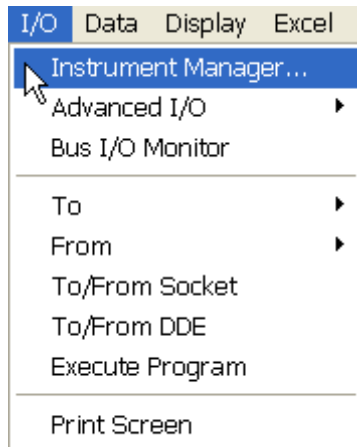 I/O Data Display Excel
Instrument Manager...
Advanced I/O
Bus I/O Monitor
To
From
To/From Socket
To/From DDE
Execute Program
Print Screen